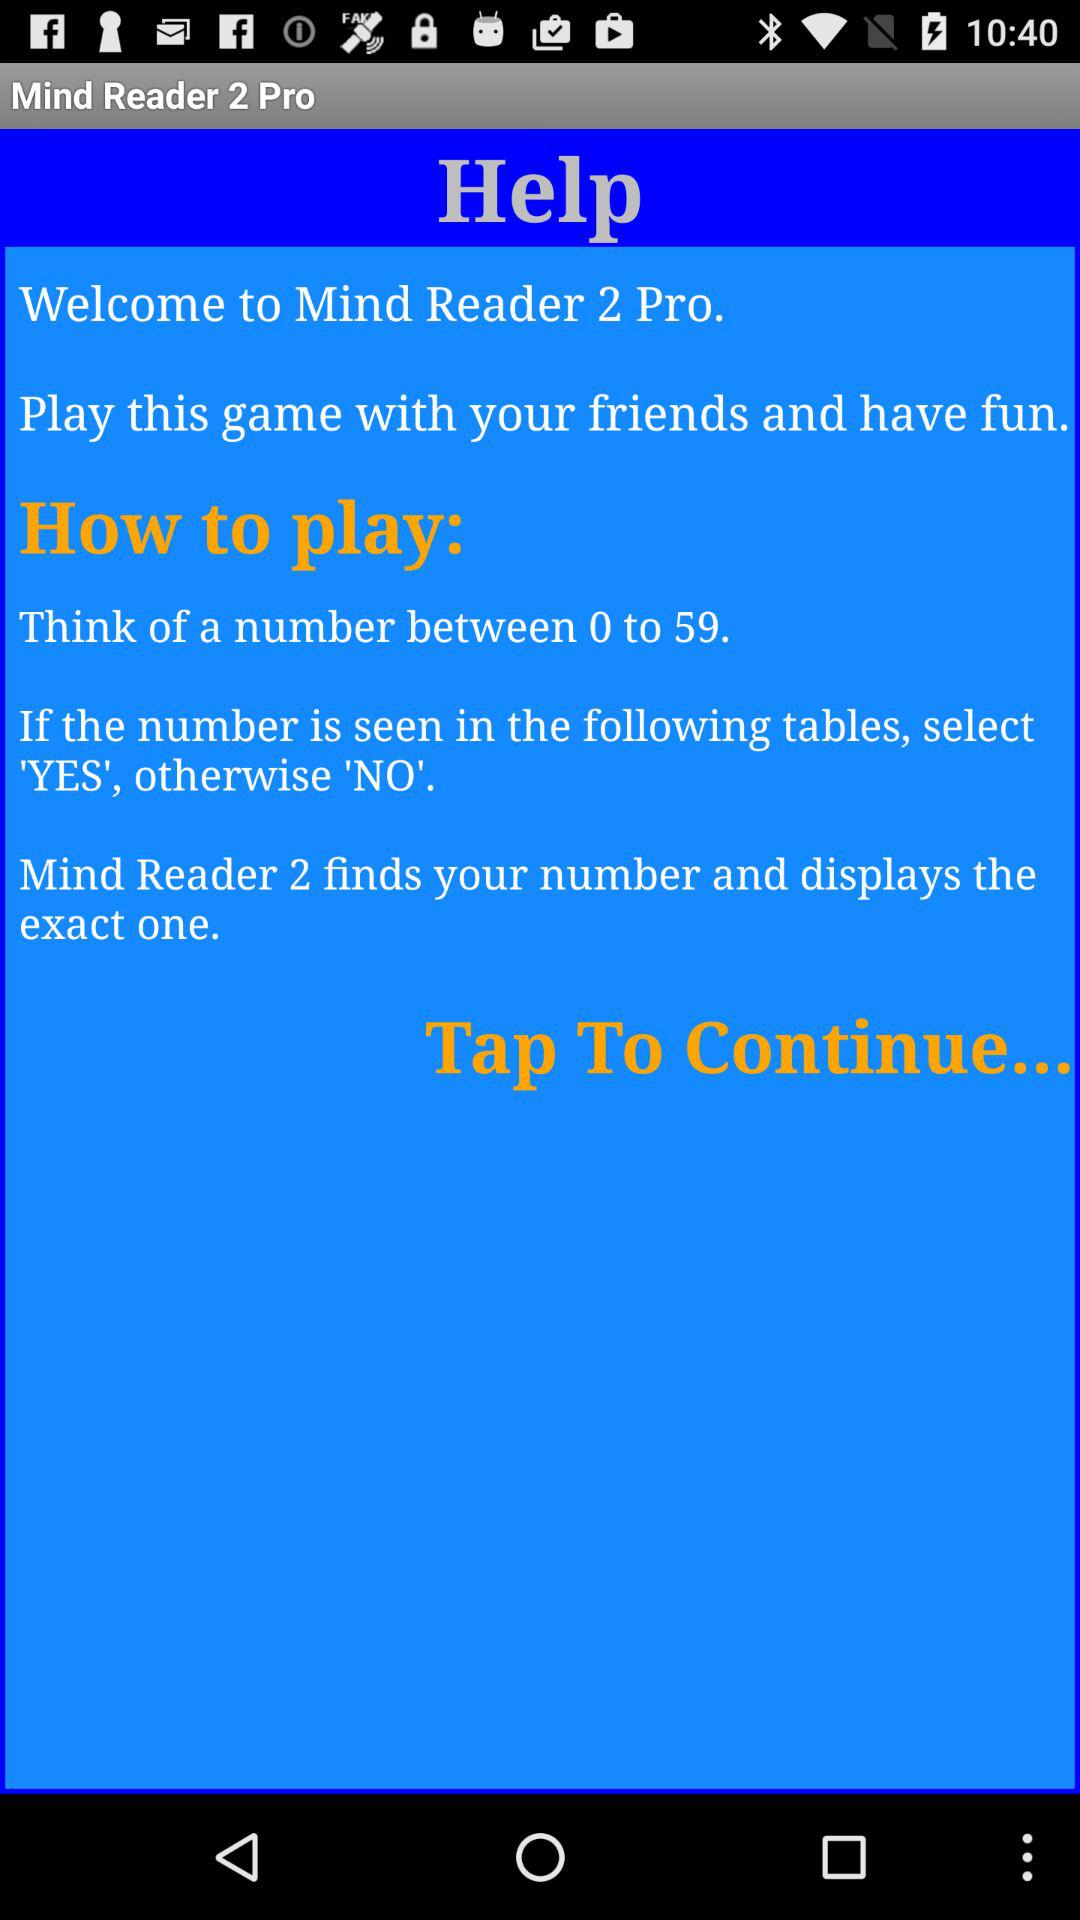 FAKE
10:40
Mind Reader 2 Pro
Help
Welcome to Mind Reader 2 Pro.
Play this game with your friends and have fun.
How to play:
Think of a number between 0 to 59.
If the number is seen in the following tables, select
'YES', otherwise 'NO'.
Mind Reader 2 finds your number and displays the
exact one.
Tap To Continue...